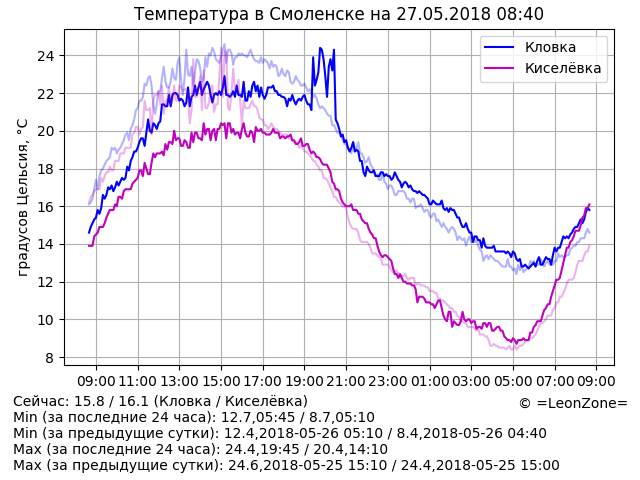 Температура в Смоленске на 27.05.2018 08:40
Кловка
Киселёвка
градусов Цельсия, °C
24
22
20
18
16
14
12
10
8
09:00 11:00 13:00 15:00 17:00 19:00 21:00 23:00 01:00 03:00 05:00 07:00 09:00
Сейчас: 15.8 / 16.1 (Кловка / Киселёвка)
© =LeonZone=
Min (за последние 24 часа): 12.7,05:45 / 8.7,05:10
Min (за предыдущие сутки): 12.4,2018-05-26 05:10 / 8.4,2018-05-26 04:40
Max (за последние 24 часа): 24.4,19:45 / 20.4,14:10
Max (за предыдущие сутки): 24.6,2018-05-25 15:10 / 24.4,2018-05-25 15:00